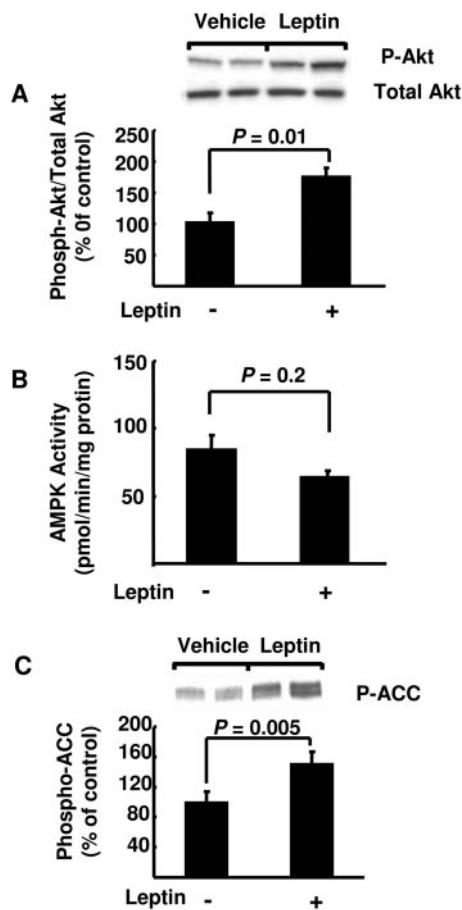 Vehicle Leptin
P-Akt
Total Akt
A
Phosph-Akt/Total Akt
(% 0f control)
250
200
150
100
50
P = 0.01
Leptin - +
B
AMPK Activity
(pmol/min/mg protin)
150
100
50
P = 0.2
Leptin - +
C
Vehicle Leptin
P-ACC
Phospho-ACC
(% of control)
200
160
120
80
40
P = 0.005
Leptin - +